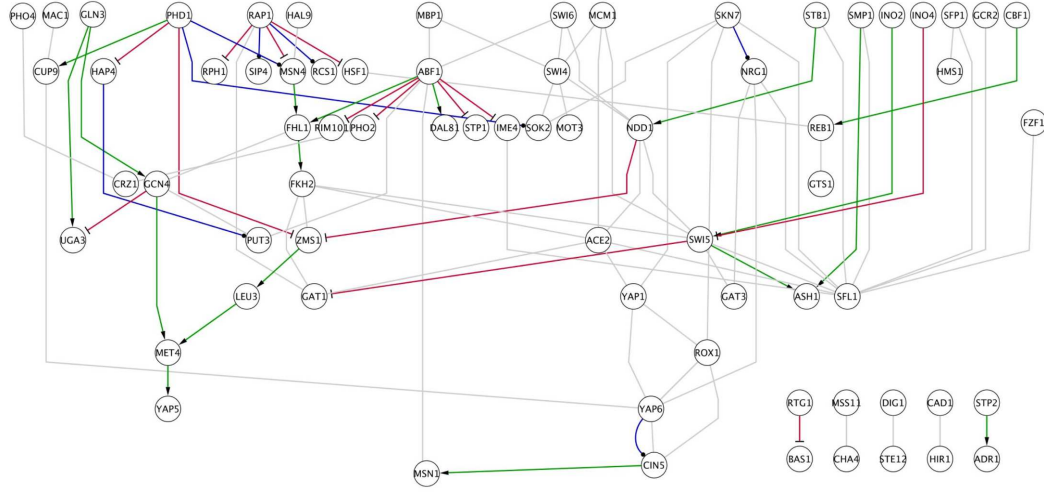 PHO4 MAC1 GLN3 PHD1 RAP1 HAL9 MBP1 SWI6 MCM1 SKN7 STB1 SMP1 INO2 INO4 SFP1 GCR2 CBF1
CUP9 HAP4 RPH1 SIP4 MSN4 RCS1 HSF1 ABF1 SWI4 NRG1 HMS1
FHL1 RIM101 PHO2 DAL81 STP1 IME4 SOK2 MOT3 NDD1 REB1 FZF1
CRZ1 GCN4 FKH2 GTS1
UGA3 PUT3 ZMS1 ACE2 SWI5
LEU3 GAT1 YAP1 GAT3 ASH1 SFL1
MET4 ROX1
YAP5 YAP6 RTG1 MSS11 DIG1 CAD1 STP2
MSN1 CIN5 BAS1 CHA4 STE12 HIR1 ADR1